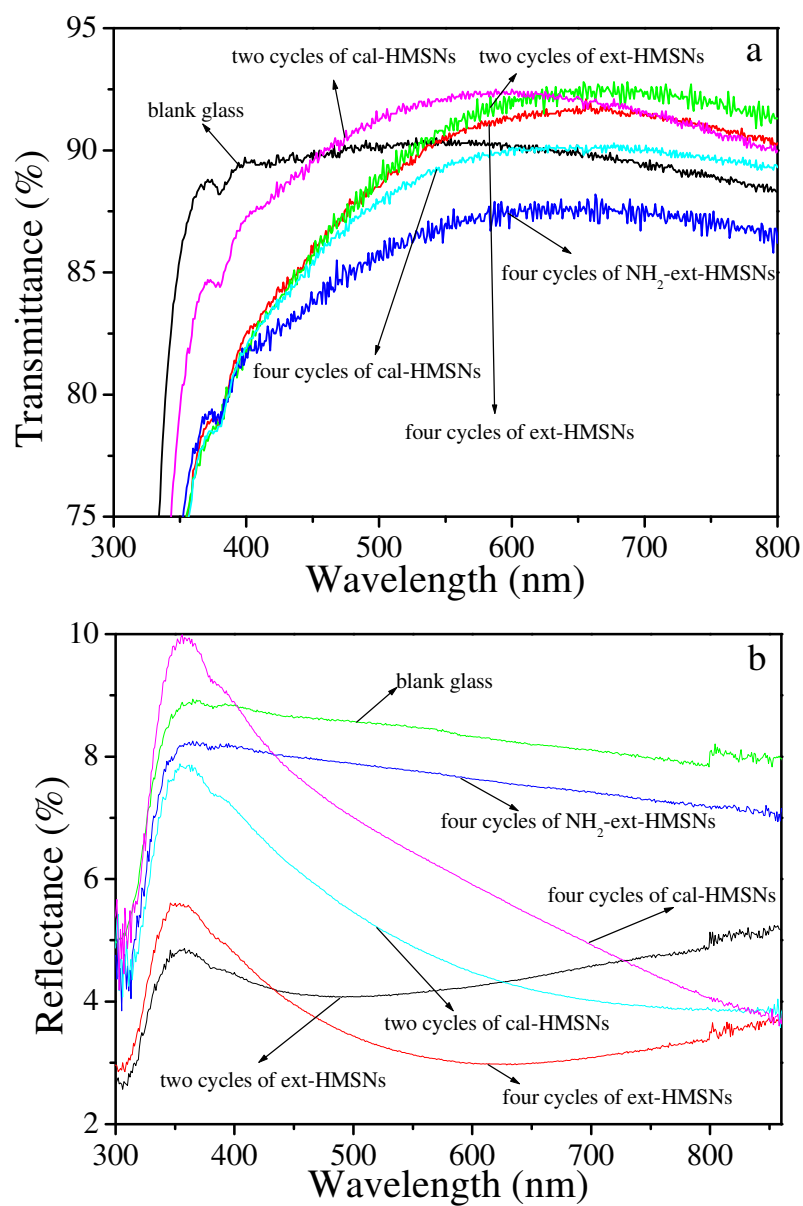 a
95
90
85
80
75
Transmittance (%)
two cycles of cal-HMSNs
two cycles of ext-HMSNs
blank glass
four cycles of NH2-ext-HMSNs
four cycles of cal-HMSNs
four cycles of ext-HMSNs
300 400 500 600 700 800
Wavelength (nm)
b
10
8
6
4
2
Reflectance (%)
blank glass
four cycles of NH2-ext-HMSNs
four cycles of cal-HMSNs
two cycles of cal-HMSNs
two cycles of ext-HMSNs
four cycles of ext-HMSNs
300 400 500 600 700 800
Wavelength (nm)